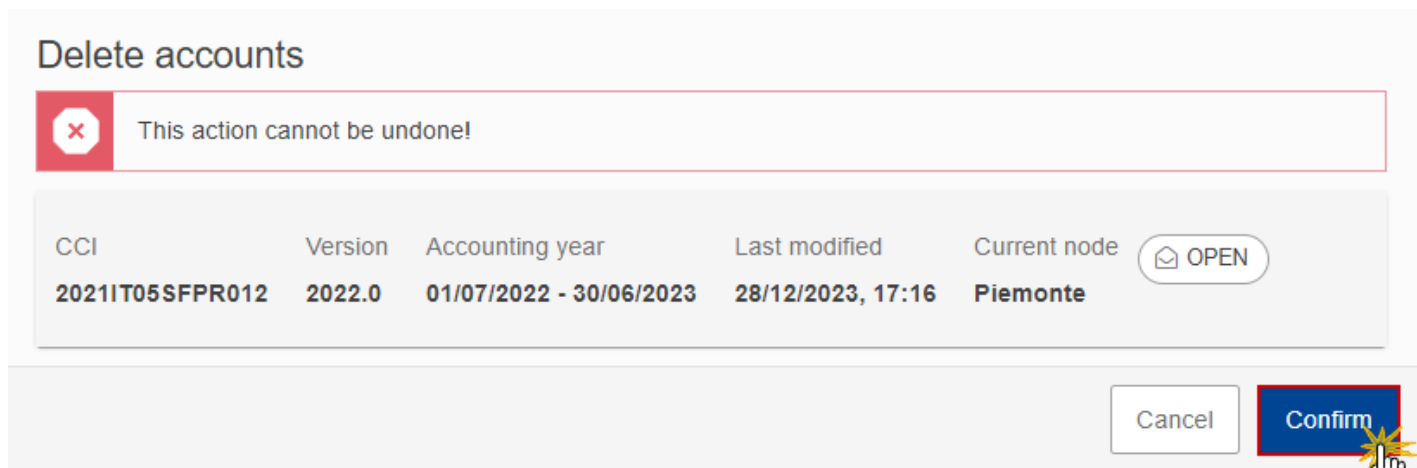 Delete accounts
This action cannot be undone!
CCI Version Accounting year Last modified Current node OPEN
2021IT05SFPR012 2022.0 01/07/2022 - 30/06/2023 28/12/2023, 17:16 Piemonte
Cancel Confirm